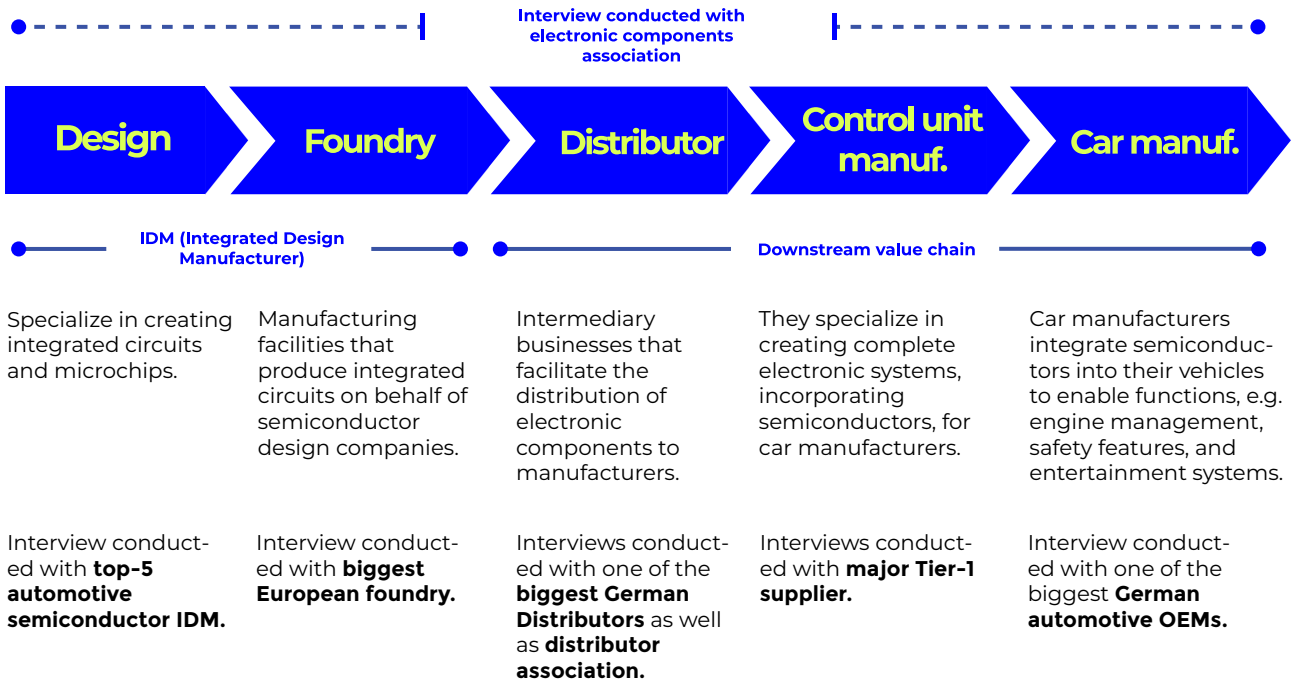 Interview conducted with
electronic components
association
Design
Foundry
Distributor
Control unit
manuf.
Car manuf.
IDM (Integrated Design
Manufacturer)
Downstream value chain
Specialize in creating
integrated circuits
and microchips.
Manufacturing
facilities that
produce integrated
circuits on behalf of
semiconductor
design companies.
Intermediary
businesses that
facilitate the
distribution of
electronic
components to
manufacturers.
They specialize in
creating complete
electronic systems,
incorporating
semiconductors, for
car manufacturers.
Car manufacturers
integrate semiconduc-
tors into their vehicles
to enable functions, e.g.
engine management,
safety features, and
entertainment systems.
Interview conduct-
ed with top-5
automotive
semiconductor IDM.
Interview conduct-
ed with biggest
European foundry.
Interviews conduct-
ed with one of the
biggest German
Distributors as well
as distributor
association.
Interviews conduct-
ed with major Tier-1
supplier.
Interview conduct-
ed with one of the
biggest German
automotive OEMs.